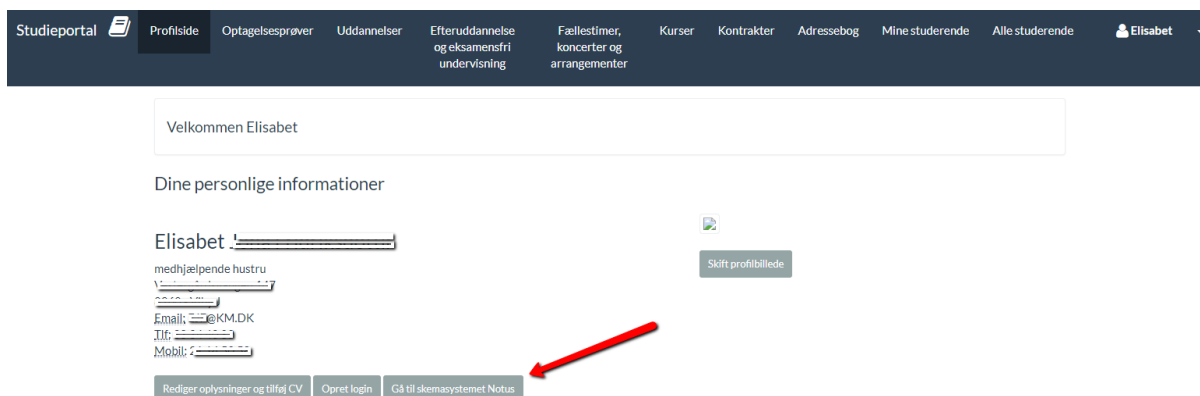 Studieportal
Profilside
Optagelsesprøver
Uddannelser
Efteruddannelse
og eksamensfri
undervisning
Fællestimer,
koncerter og
arrangementer
Kurser
Kontrakter
Adressebog
Mine studerende
Alle studerende
Elisabet
Velkommen Elisabet
Dine personlige informationer
Elisabet
medhjælpende hustru
Email: @KM.DK
Tlf:
Mobil:
Skift profilbillede
Rediger oplysninger og tilføj CV
Opret login
Gå til skemasystemet Notus